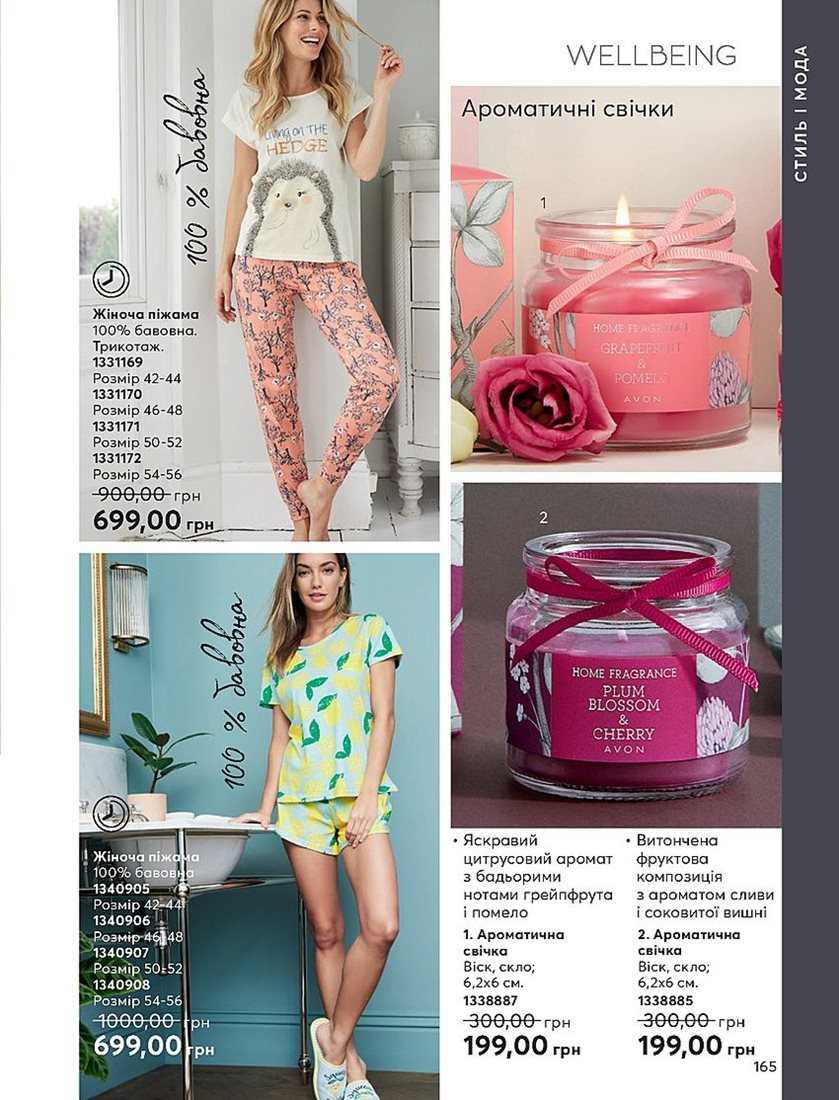 WELLBEING
СТИЛЬ І МОДА
100 % бавовна
Living on THE
HEDGE
Жіноча піжама
100% бавовна.
Трикотаж.
1331169
Розмір 42-44
1331170
Розмір 46-48
1331171
Розмір 50-52
1331172
Розмір 54-56
900,00 грн
699,00 грн
100 % бавовна
Жіноча піжама
100% бавовна
1340905
Розмір 42-44
1340906
Розмір 46-48
1340907
Розмір 50-52
1340908
Розмір 54-56
1000,00 грн
699,00 грн
Ароматичні свічки
1
HOME FRAGRANCE
GRAPEFRUIT
&
POMELO
AVON
2
HOME FRAGRANCE
PLUM
BLOSSOM
&
CHERRY
AVON
• Яскравий
цитрусовий аромат
з бадьорими
нотами грейпфрута
і помело
1. Ароматична
свічка
Віск, скло;
6,2х6 см.
1338887
300,00 грн
199,00 грн
• Витончена
фруктова
композиція
з ароматом сливи
і соковитої вишні
2. Ароматична
свічка
Віск, скло;
6,2х6 см.
1338885
300,00 грн
199,00 грн
165